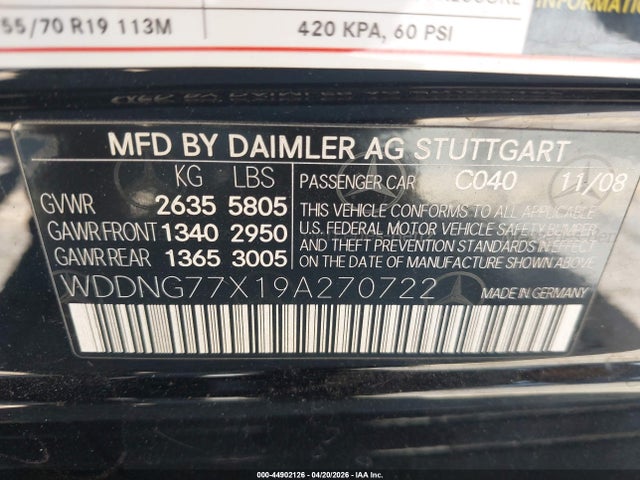 INFORMATION
55/70 R19 113M
420 KPA, 60 PSI
MFD BY DAIMLER AG STUTTGART
KG LBS
GVWR 2635 5805
GAWR FRONT 1340 2950
GAWR REAR 1365 3005
PASSENGER CAR C040 11/08
THIS VEHICLE CONFORMS TO ALL APPLICABLE
U.S. FEDERAL MOTOR VEHICLE SAFETY, BUMPER
AND THEFT PREVENTION STANDARDS IN
EFFECT ON THE DATE OF MANUFACTURE
SHOWN ABOVE.
WDDNG77X19A270722
MADE IN GERMANY
000-44902126 - 04/20/2026 - IAA, Inc.